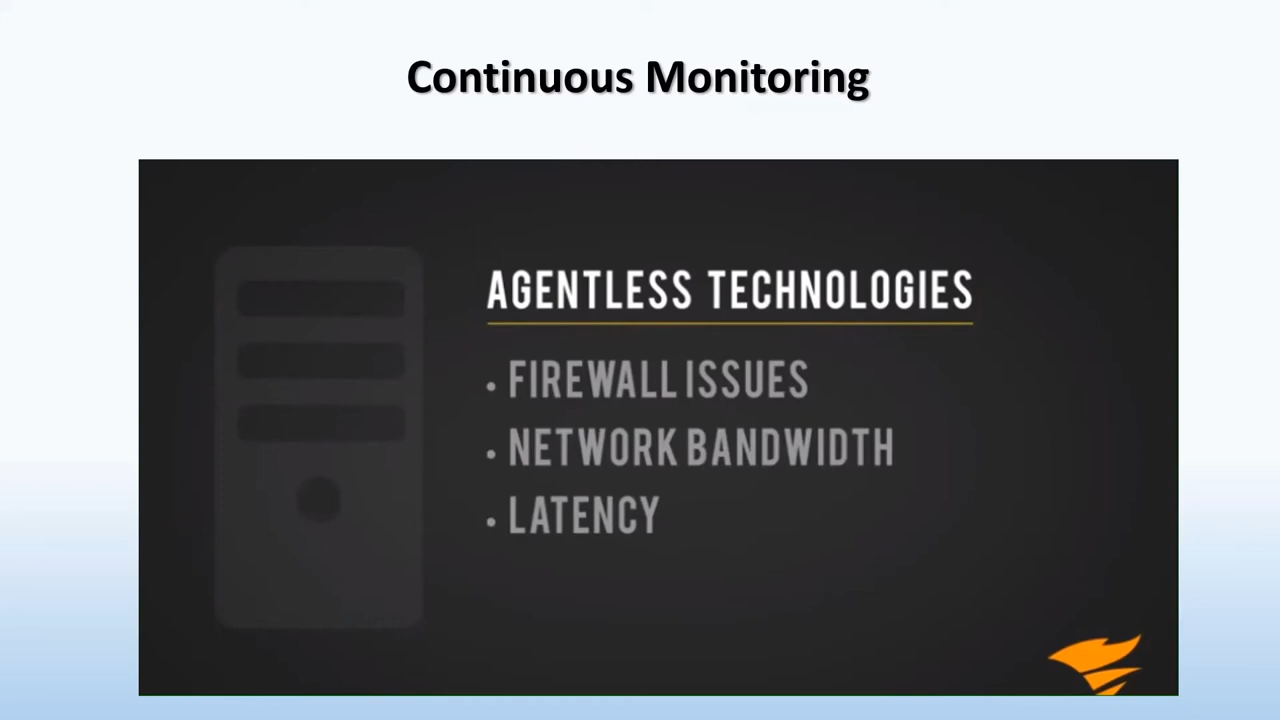 Continuous Monitoring
AGENTLESS TECHNOLOGIES
• FIREWALL ISSUES
• NETWORK BANDWIDTH
• LATENCY